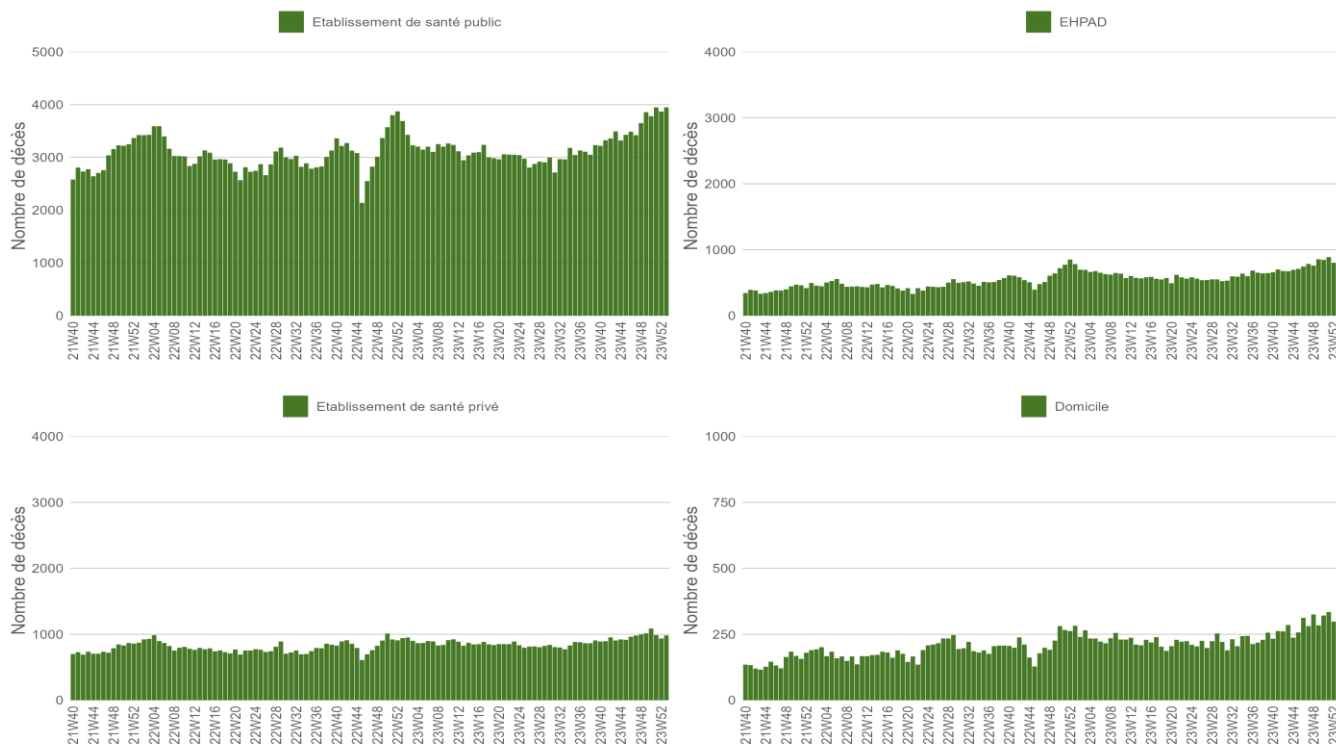 Etablissement de santé public
5000
4000
3000
2000
1000
0
Nombre de décès
21W40 21W44 21W48 21W52 22W04 22W08 22W12 22W16 22W20 22W24 22W28 22W32 22W36 22W40 22W44 22W48 22W52 23W04 23W08 23W12 23W16 23W20 23W24 23W28 23W32 23W36 23W40 23W44 23W48 23W52
EHPAD
4000
3000
2000
1000
0
Nombre de décès
21W40 21W44 21W48 21W52 22W04 22W08 22W12 22W16 22W20 22W24 22W28 22W32 22W36 22W40 22W44 22W48 22W52 23W04 23W08 23W12 23W16 23W20 23W24 23W28 23W32 23W36 23W40 23W44 23W48 23W52
Etablissement de santé privé
4000
3000
2000
1000
0
Nombre de décès
21W40 21W44 21W48 21W52 22W04 22W08 22W12 22W16 22W20 22W24 22W28 22W32 22W36 22W40 22W44 22W48 22W52 23W04 23W08 23W12 23W16 23W20 23W24 23W28 23W32 23W36 23W40 23W44 23W48 23W52
Domicile
1000
750
500
250
0
Nombre de décès
21W40 21W44 21W48 21W52 22W04 22W08 22W12 22W16 22W20 22W24 22W28 22W32 22W36 22W40 22W44 22W48 22W52 23W04 23W08 23W12 23W16 23W20 23W24 23W28 23W32 23W36 23W40 23W44 23W48 23W52